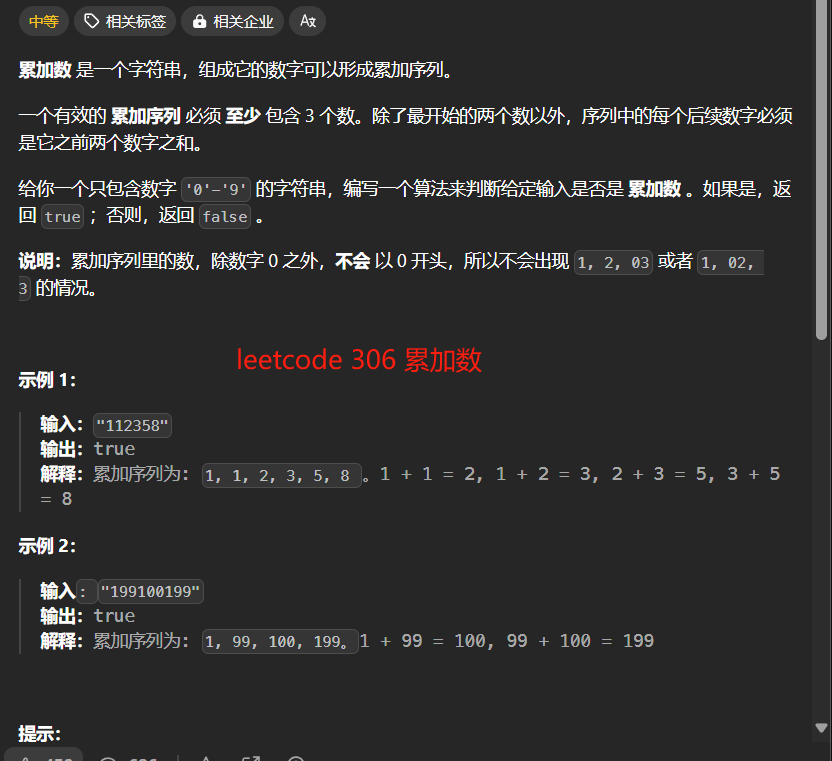 中等 相关标签 相关企业
累加数 是一个字符串，组成它的数字可以形成累加序列。
一个有效的 累加序列 必须 至少 包含 3 个数。除了最开始的两个数以外，序列中的每个后续数字必须
是它之前两个数字之和。
给你一个只包含数字 '0'-'9' 的字符串，编写一个算法来判断给定输入是否是 累加数 。如果是，返
回 true ；否则，返回 false 。
说明：累加序列里的数，除数字 0 之外，不会 以 0 开头，所以不会出现 1, 2, 03 或者 1, 02,
3 的情况。
leetcode 306 累加数
示例 1：
输入："112358"
输出：true
解释：累加序列为：1, 1, 2, 3, 5, 8 。1 + 1 = 2, 1 + 2 = 3, 2 + 3 = 5, 3 + 5
= 8
示例 2：
输入："199100199"
输出：true
解释：累加序列为：1, 99, 100, 199。1 + 99 = 100, 99 + 100 = 199
提示：